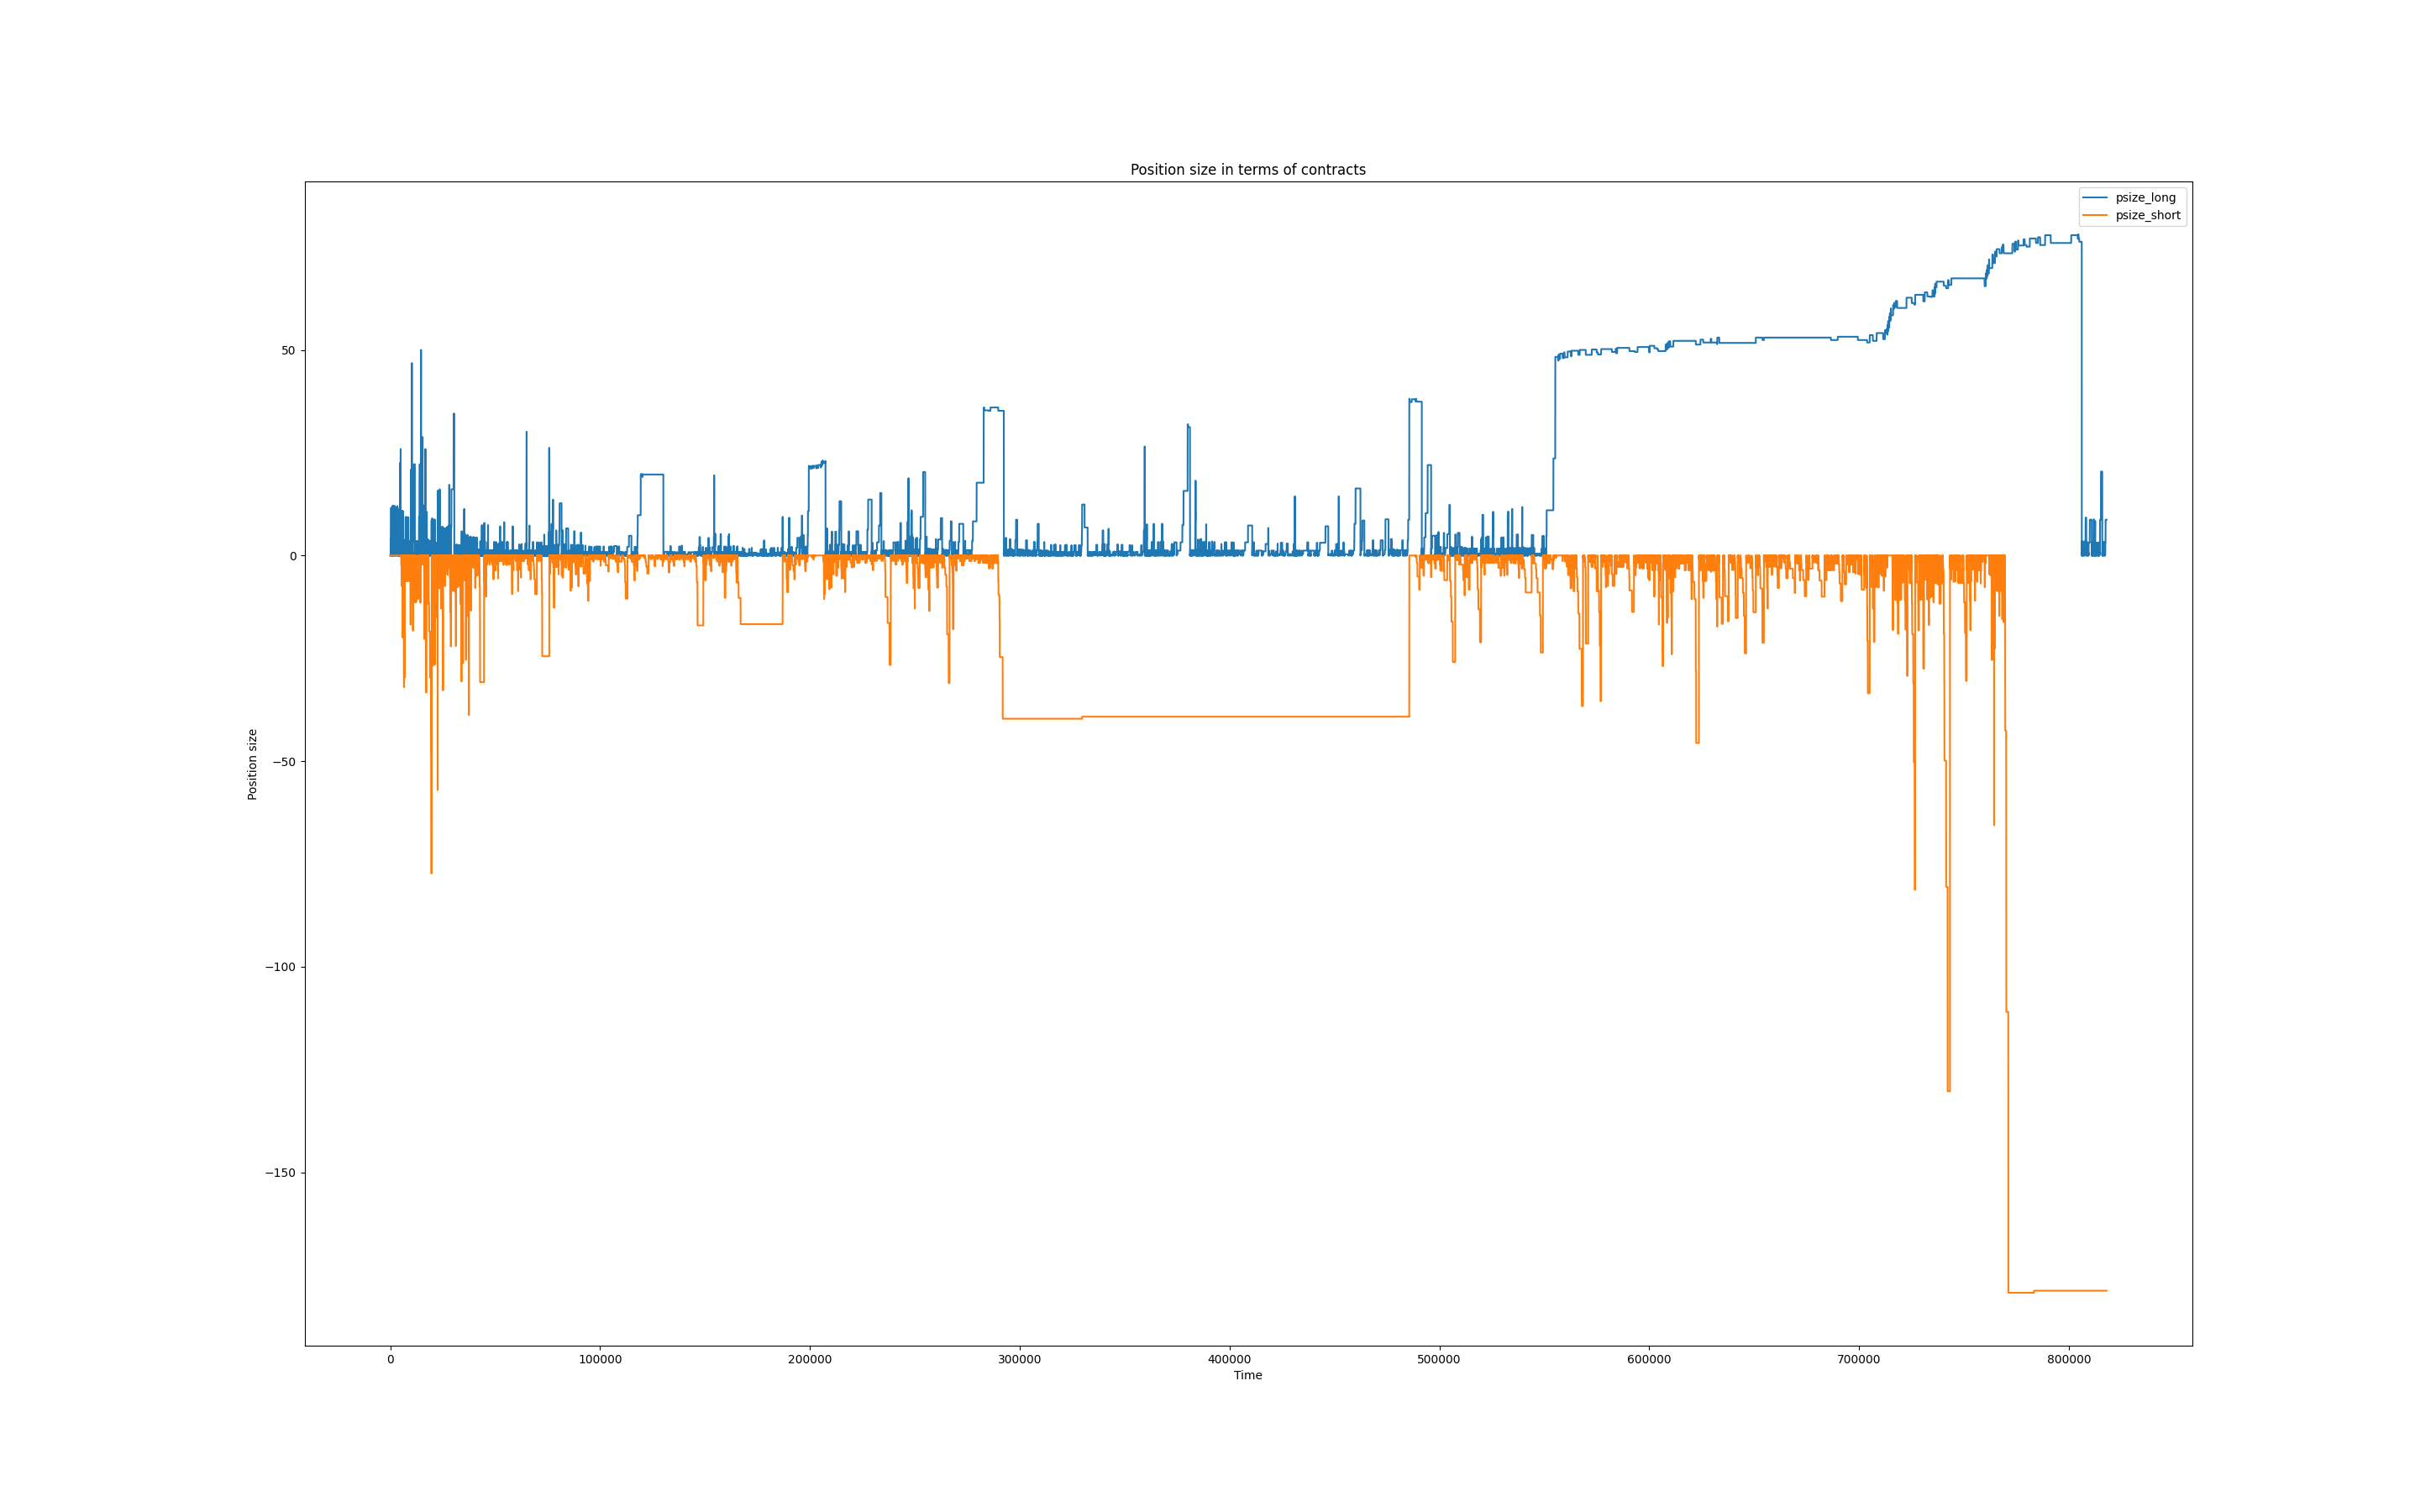 Position size in terms of contracts
psize_long
psize_short
50
0
−50
−100
−150
Position size
0 100000 200000 300000 400000 500000 600000 700000 800000
Time